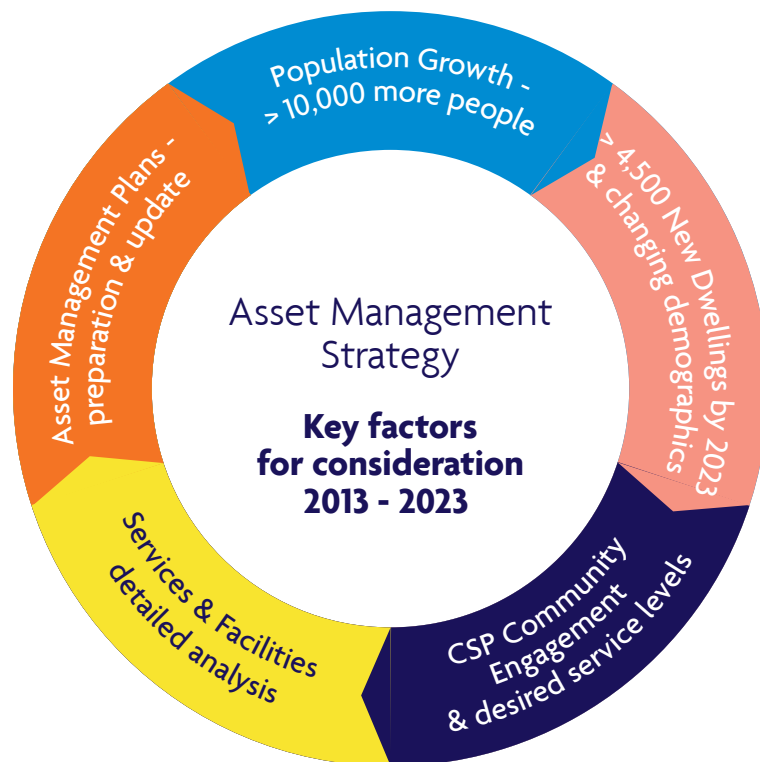 Population Growth -
> 10,000 more people
> 4,500 New Dwellings by 2023
& changing demographics
CSP Community
Engagement
& desired service levels
Services & Facilities
detailed analysis
Asset Management Plans -
preparation & update
Asset Management
Strategy
Key factors
for consideration
2013 - 2023